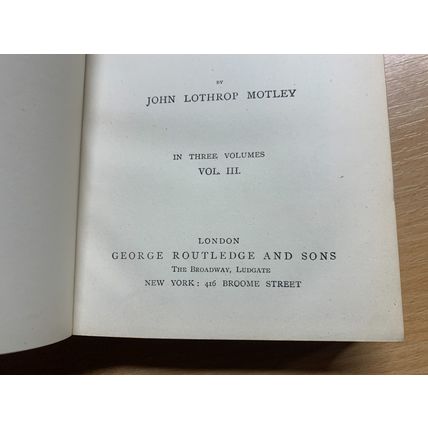 BY
JOHN LOTHROP MOTLEY
IN THREE VOLUMES
VOL. III.
LONDON
GEORGE ROUTLEDGE AND SONS
THE BROADWAY, LUDGATE
NEW YORK: 416 BROOME STREET